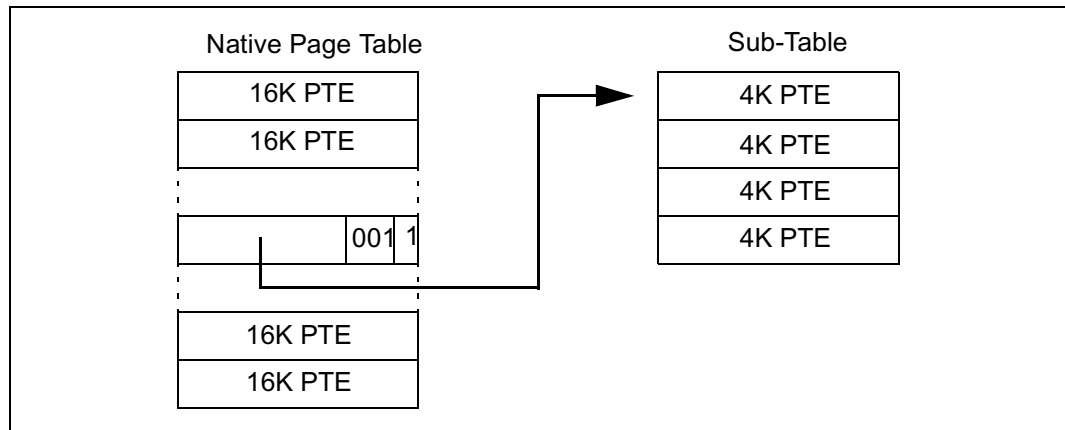 Native Page Table
16K PTE
16K PTE
001 1
16K PTE
16K PTE
Sub-Table
4K PTE
4K PTE
4K PTE
4K PTE